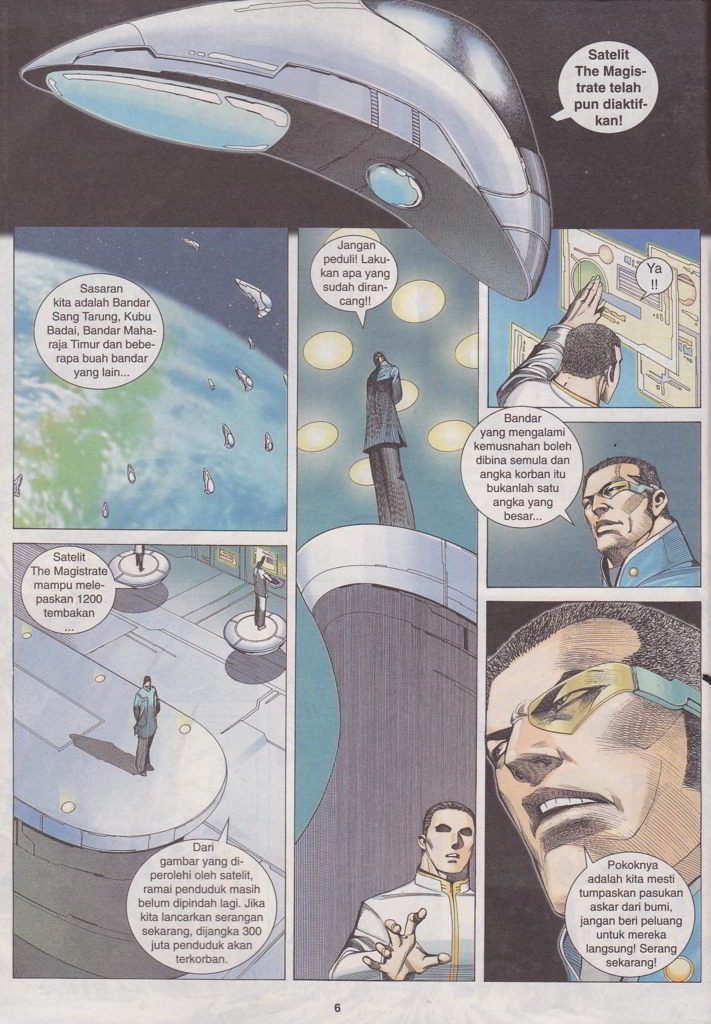 Satelit
The Magis-
trate telah
pun diaktif-
kan!
Sasaran
kita adalah Bandar
Sang Tarung, Kubu
Badai, Bandar Maha-
raja Timur dan bebe-
rapa buah bandar
yang lain...
Jangan
peduli! Laku-
kan apa yang
sudah diran-
cang!!
Ya
!!
Bandar
yang mengalami
kemusnahan boleh
dibina semula dan
angka korban itu
bukanlah satu
angka yang
besar...
Satelit
The Magistrate
mampu mele-
paskan 1200
tembakan
...
Dari
gambar yang di-
perolehi oleh satelit,
ramai penduduk masih
belum dipindah lagi. Jika
kita lancarkan serangan
sekarang, dijangka 300
juta penduduk akan
terkorban.
Pokoknya
adalah kita mesti
tumpaskan pasukan
askar dari bumi,
jangan beri peluang
untuk mereka
langsung! Serang
sekarang!
6